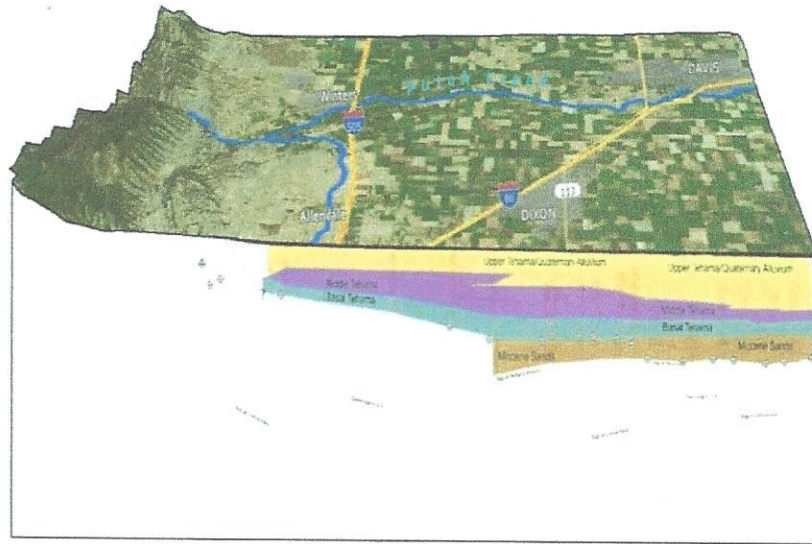 Putah Creek
DAVIS
Winters
505
Allendale
80
113
DIXON
Upper Tehama/Quaternary Alluvium
Upper Tehama/Quaternary Alluvium
Middle Tehama
Basal Tehama
Middle Tehama
Basal Tehama
Miocene Sands
Miocene Sands